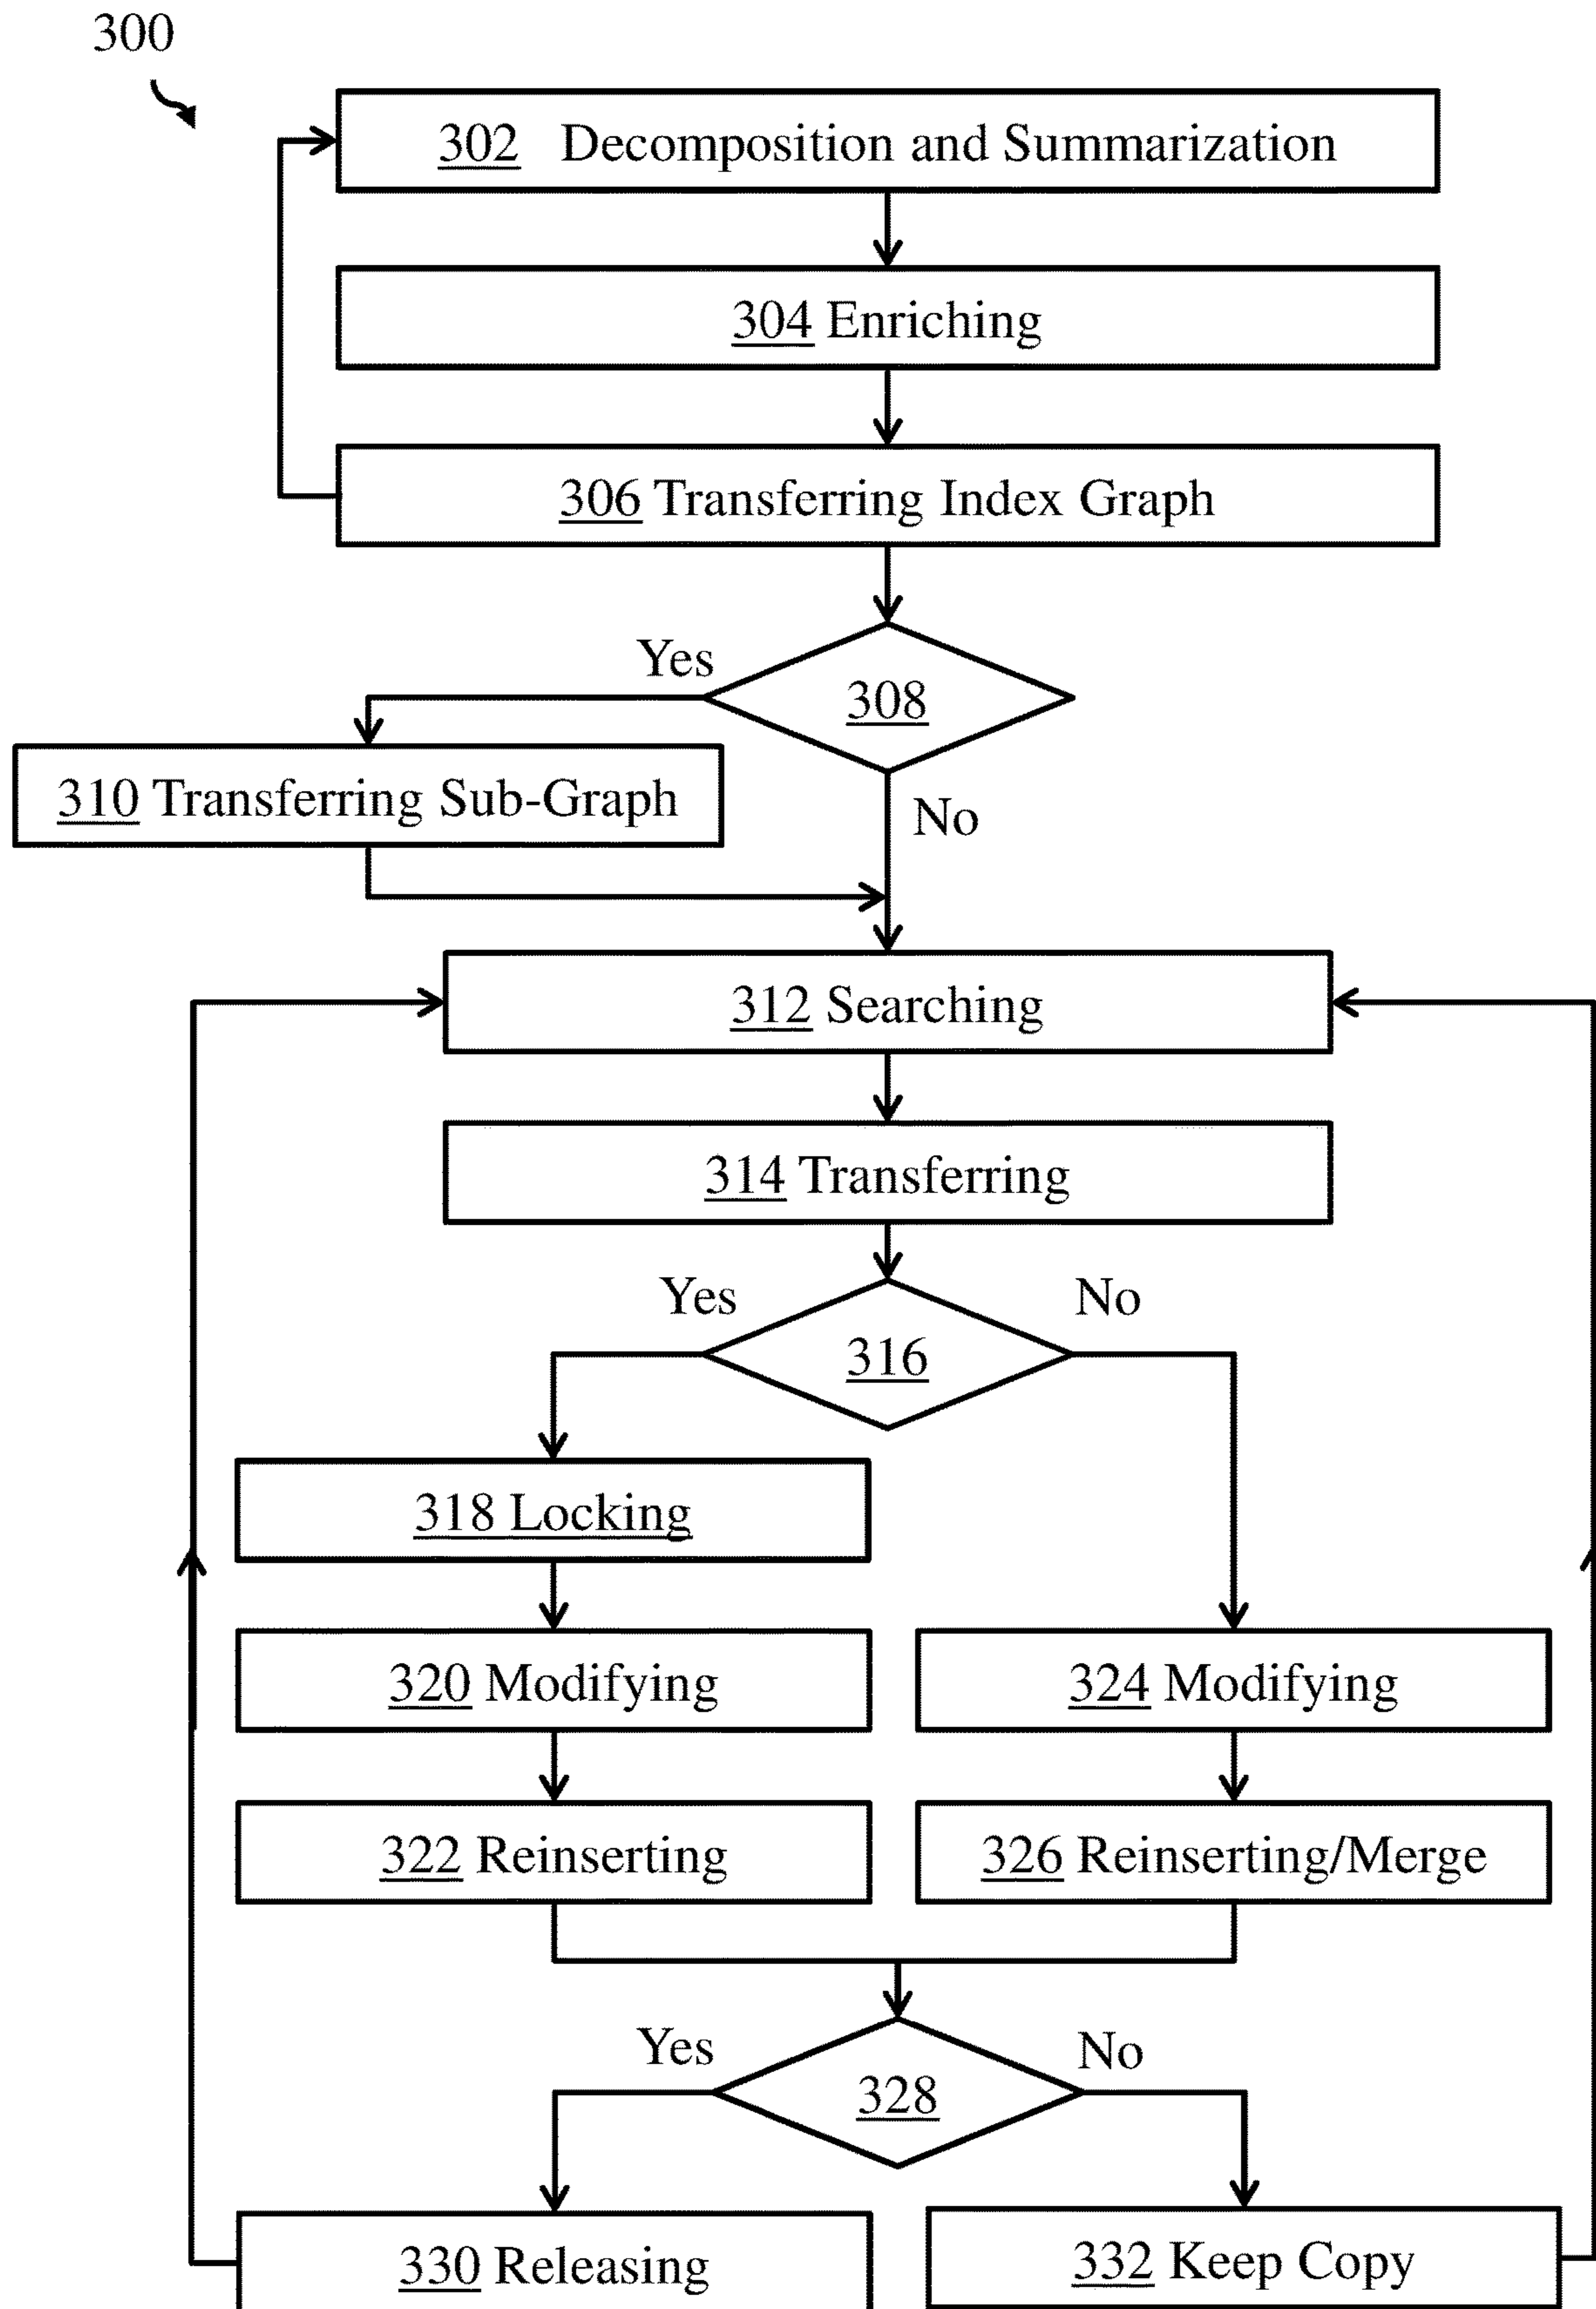 300
302 Decomposition and Summarization
304 Enriching
306 Transferring Index Graph
Yes
308
310 Transferring Sub-Graph
No
312 Searching
314 Transferring
Yes
No
316
318 Locking
320 Modifying
324 Modifying
322 Reinserting
326 Reinserting/Merge
Yes
No
328
330 Releasing
332 Keep Copy